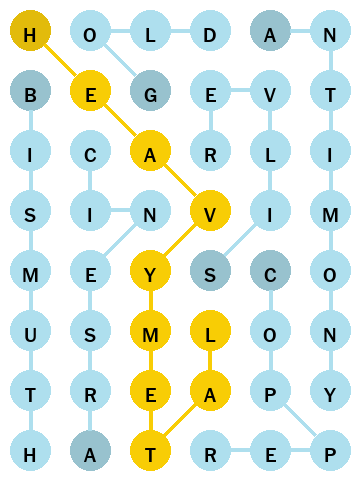 H O L D A N
B E G E V T
I C A R L I
S I N V I M
M E Y S C O
U S M L O N
T R E A P Y
H A T R E P